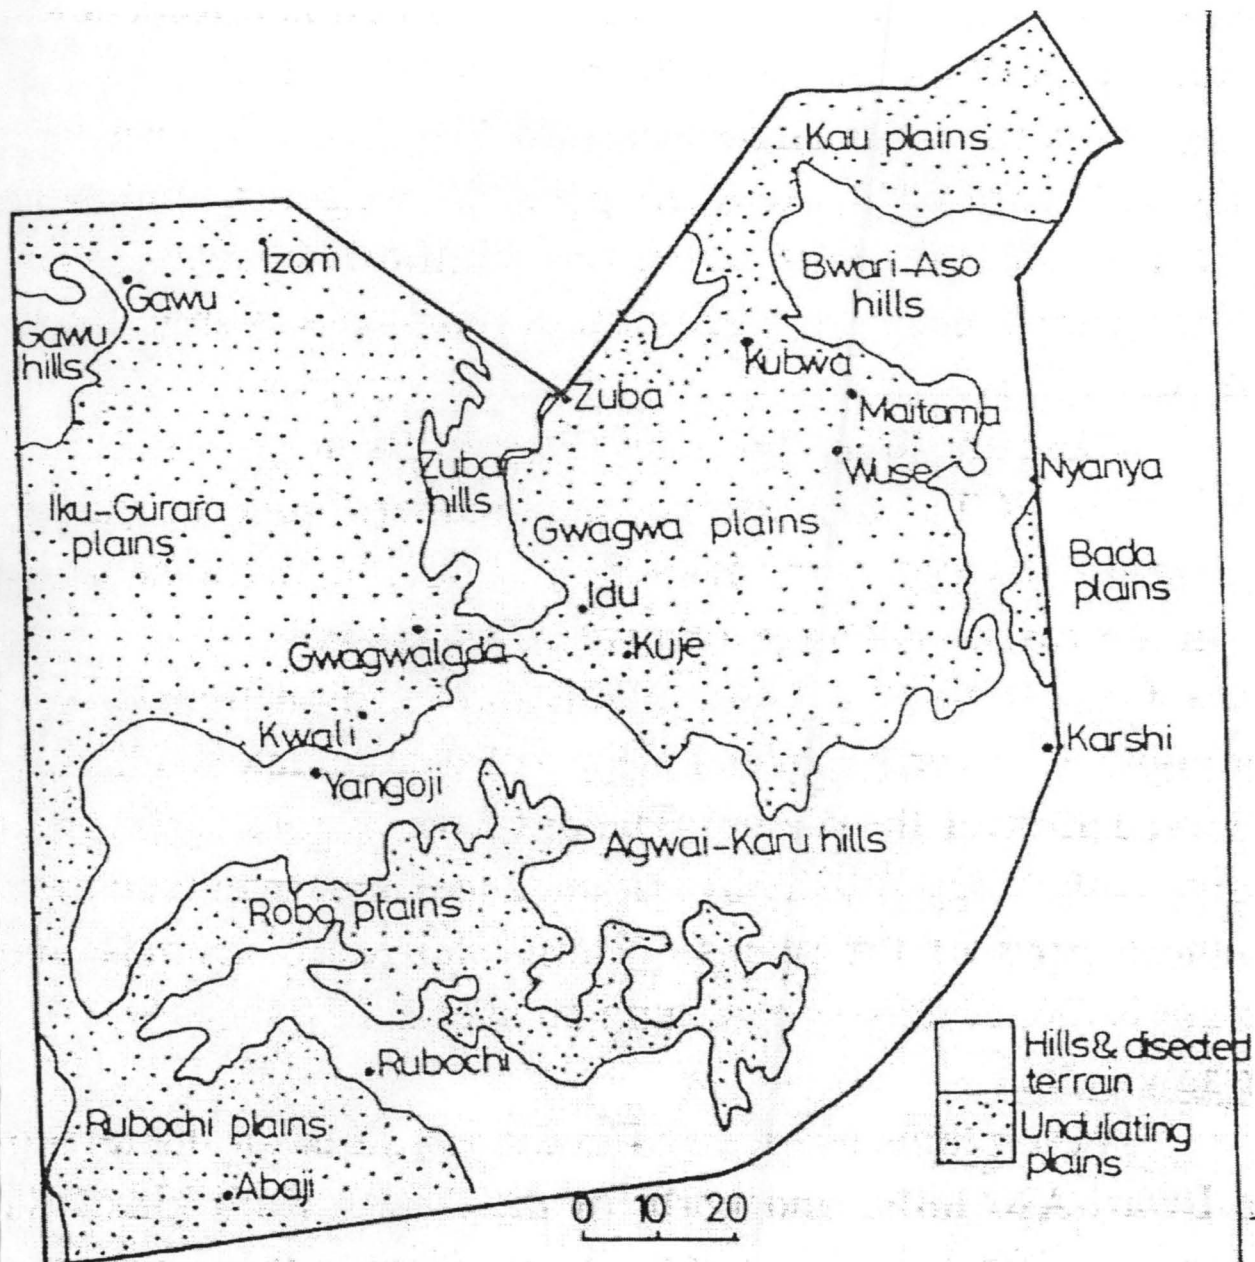 Kau plains
Izom
Gawu
Gawu
hills
Bwari-Aso
hills
Kubwa
Zuba
Maitama
Zuba
hills
Wuse
Nyanya
Iku-Gurara
plains
Gwagwa plains
Bada
plains
Idu
Gwagwalada
Kuje
Kwali
Karshi
Yangoji
Agwai-Karu hills
Robo plains
Rubochi
Hills & disected
terrain
Rubochi plains
Undulating
plains
Abaji
0 10 20